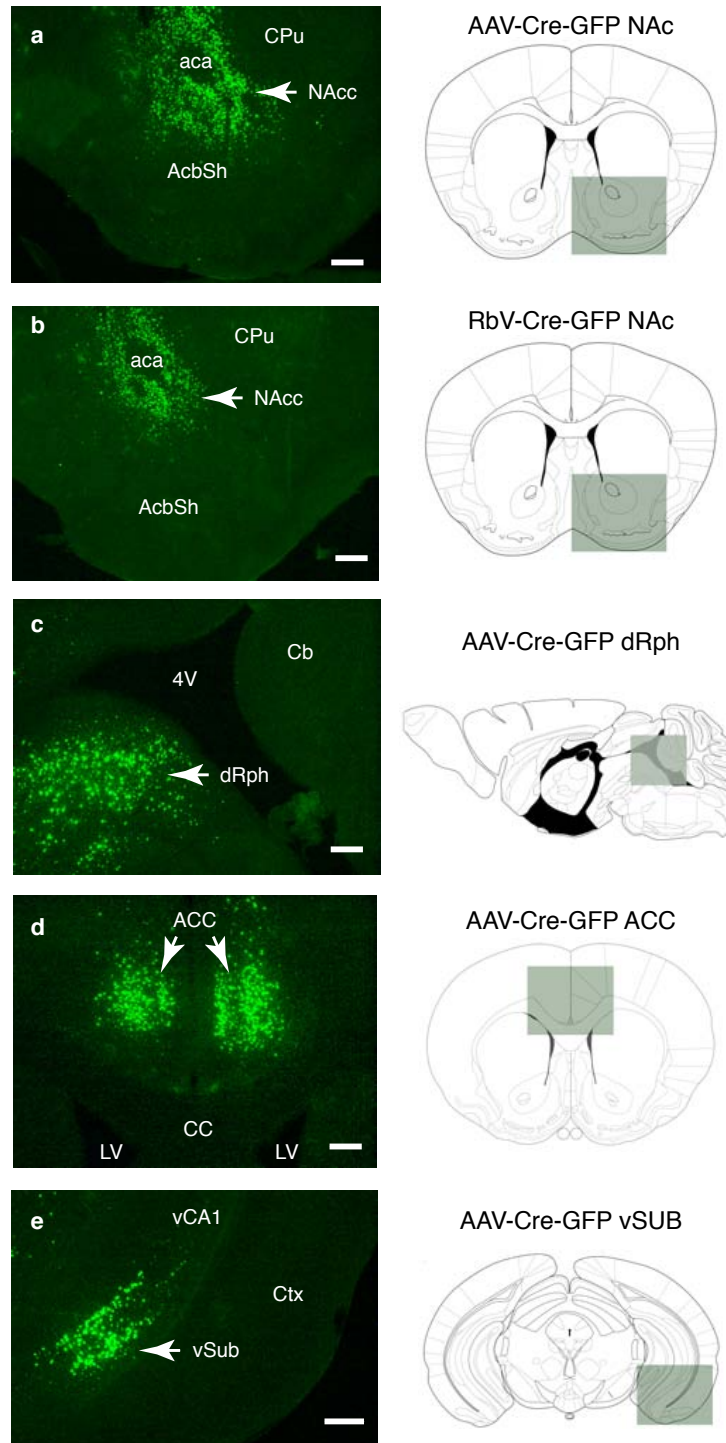 a
CPu
aca
NAcc
AcbSh
AAV-Cre-GFP NAc
b
CPu
aca
NAcc
AcbSh
RbV-Cre-GFP NAc
c
Cb
4V
dRph
AAV-Cre-GFP dRph
d
ACC
CC
LV LV
AAV-Cre-GFP ACC
e
vCA1
Ctx
vSub
AAV-Cre-GFP vSUB